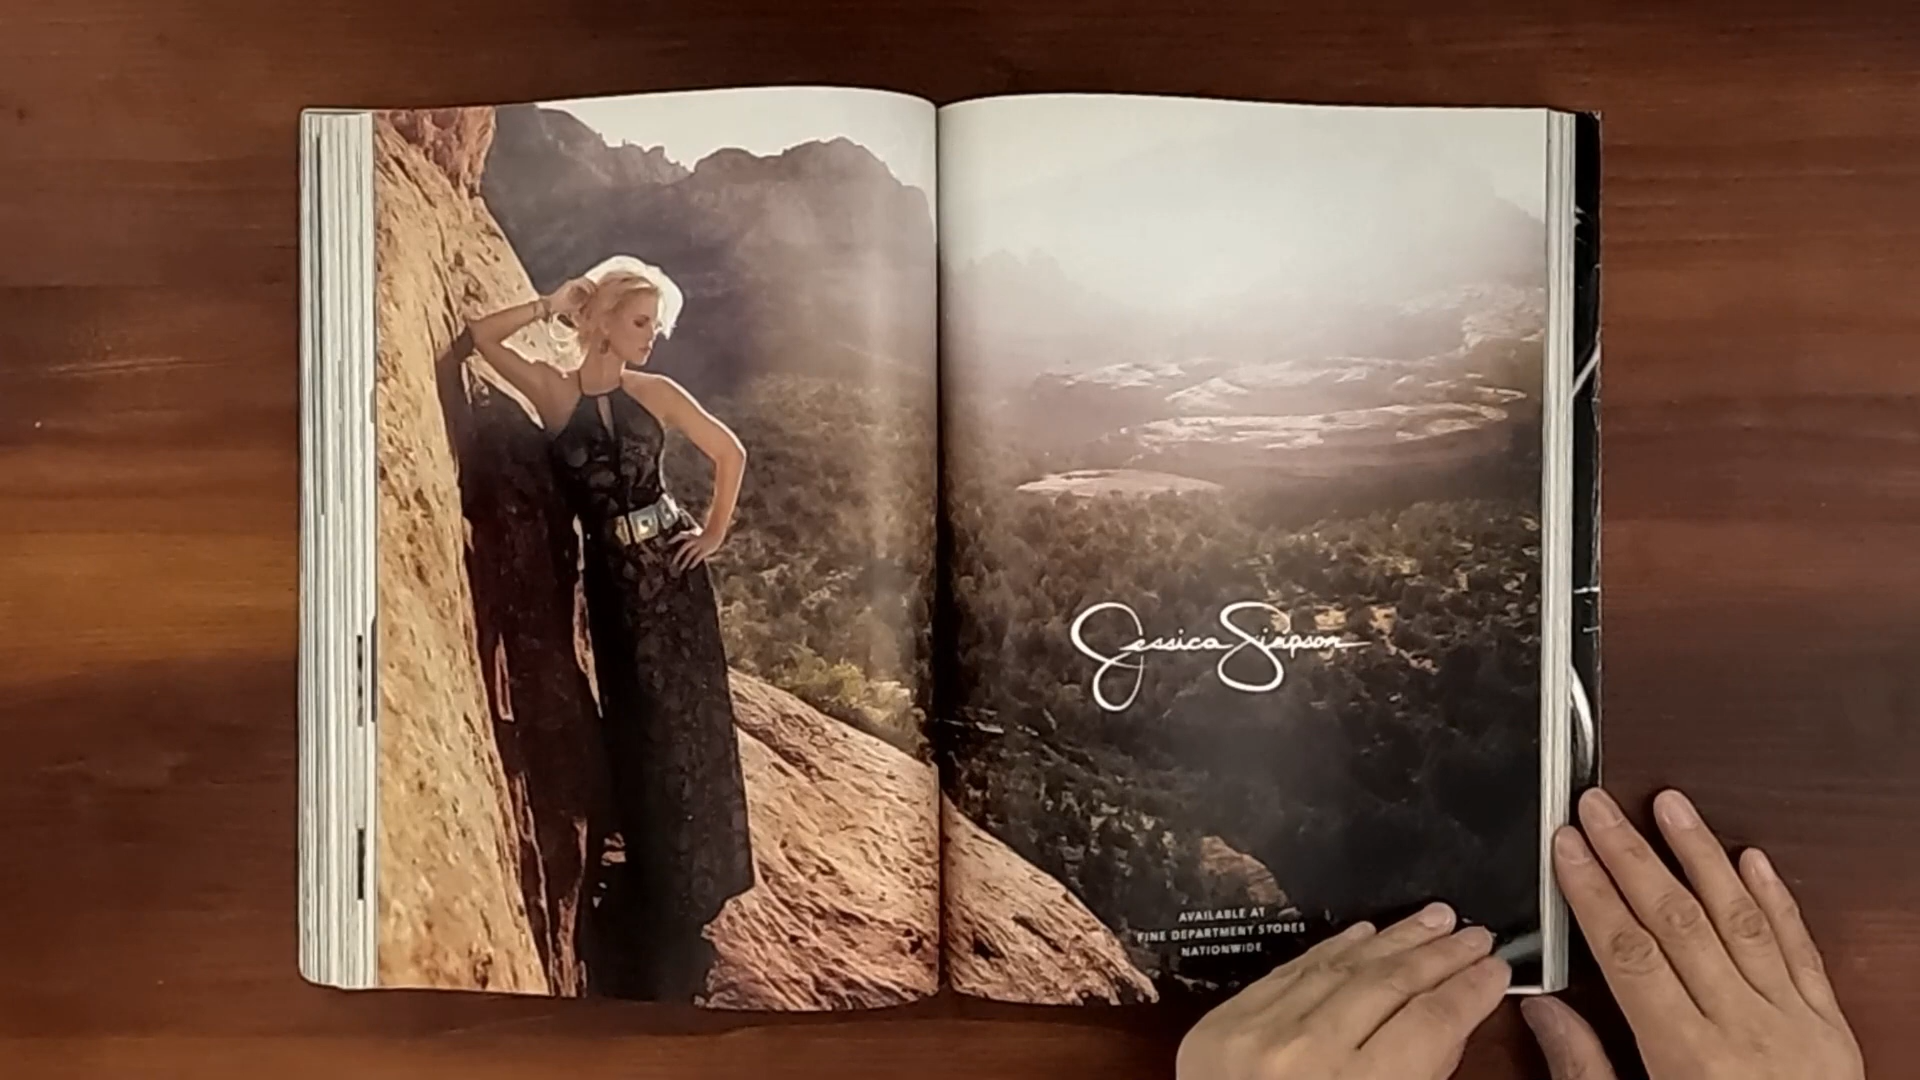 Jessica Simpson
AVAILABLE AT
FINE DEPARTMENT STORES
NATIONWIDE